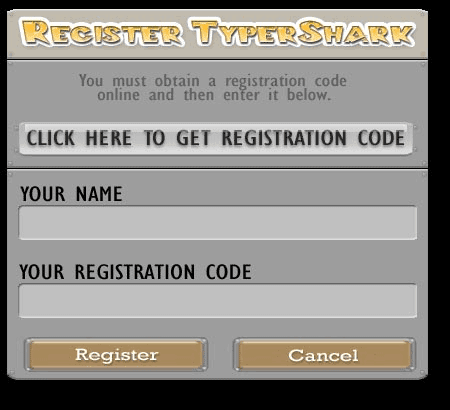 Register TyperShark
You must obtain a registration code
online and then enter it below.
CLICK HERE TO GET REGISTRATION CODE
YOUR NAME
YOUR REGISTRATION CODE
Register
Cancel